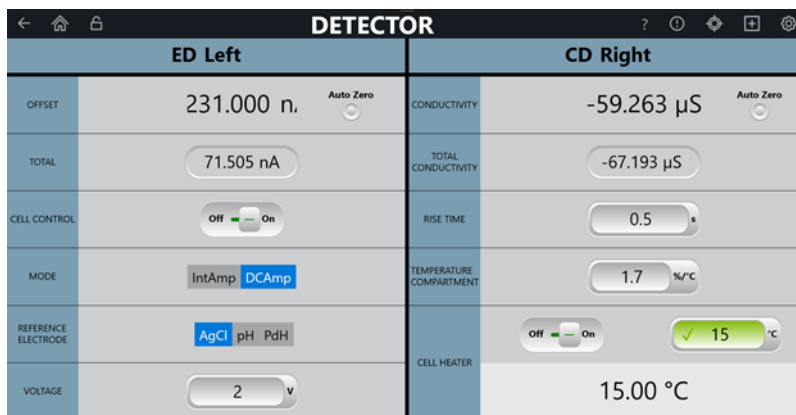 DETECTOR
?
ED Left
CD Right
OFFSET
231.000 n
Auto Zero
TOTAL
71.505 nA
CELL CONTROL
Off On
MODE
IntAmp DCAmp
REFERENCE
ELECTRODE
AgCl pH PdH
VOLTAGE
2 V
CONDUCTIVITY
-59.263 µS
Auto Zero
TOTAL
CONDUCTIVITY
-67.193 µS
RISE TIME
0.5 s
TEMPERATURE
COMPARTMENT
1.7 %/°C
CELL HEATER
Off On
15 °C
15.00 °C